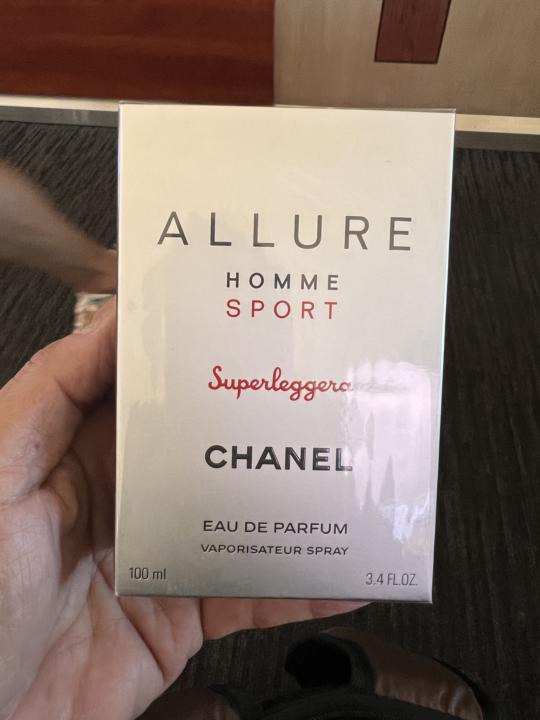 ALLURE
HOMME
SPORT
Superleggera
CHANEL
EAU DE PARFUM
VAPORISATEUR SPRAY
100 ml 3.4 FL.OZ.